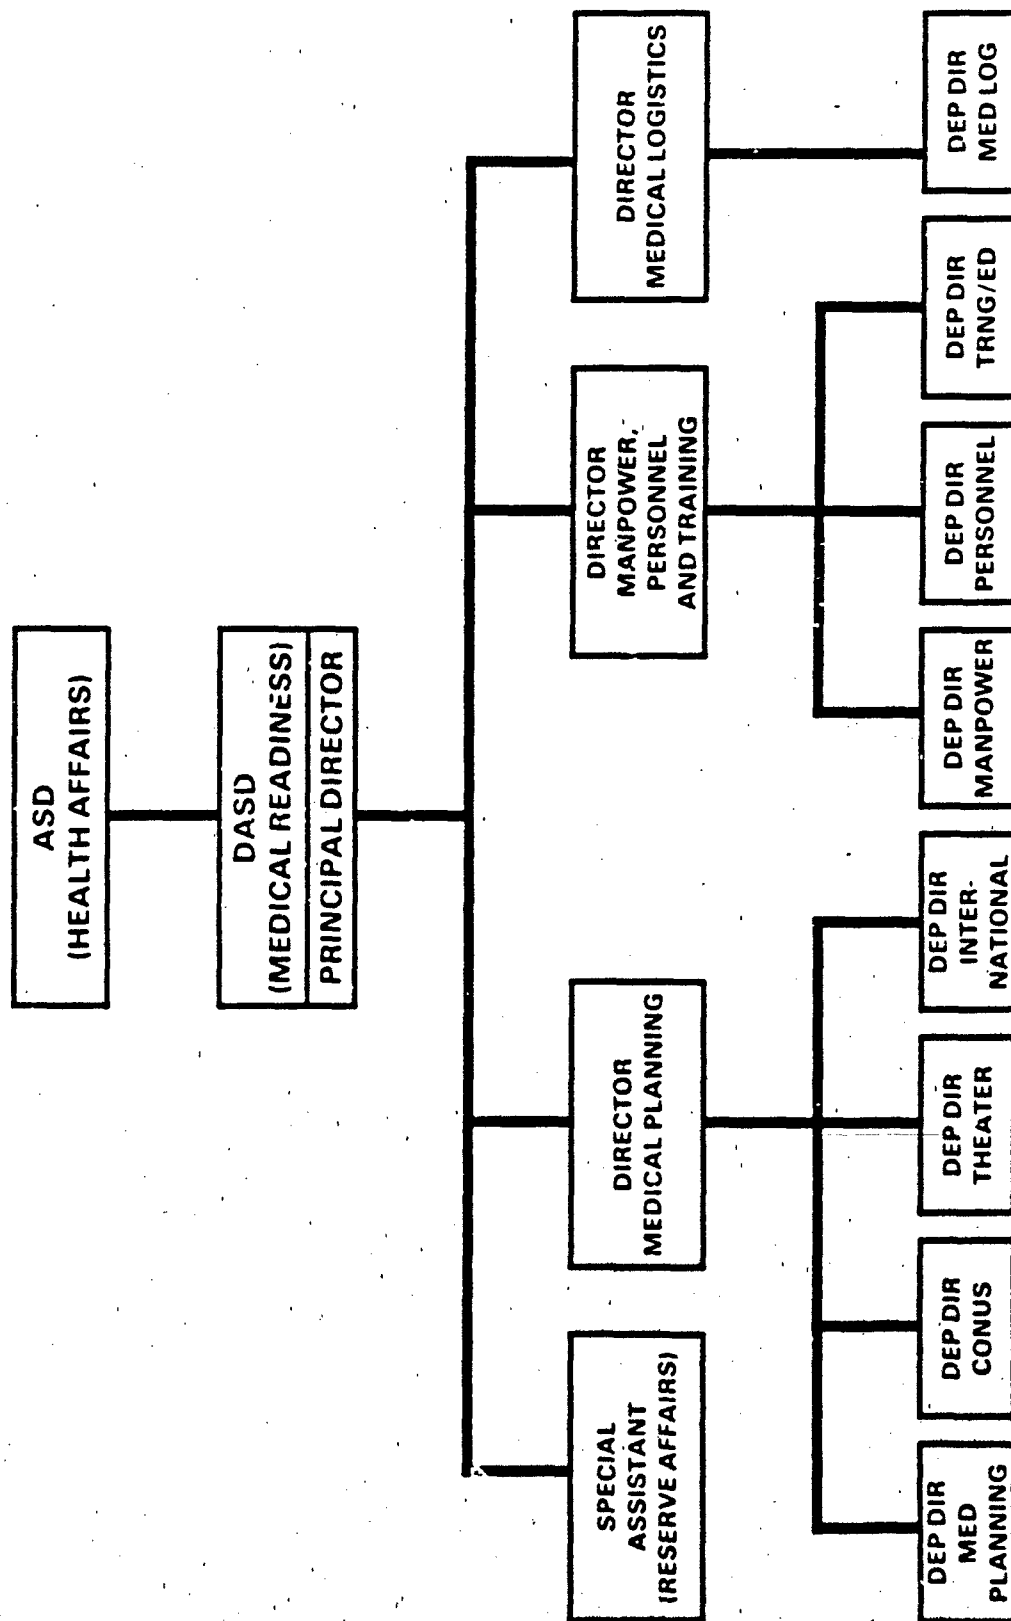 ASD
(HEALTH AFFAIRS)
DASD
(MEDICAL READINESS)
PRINCIPAL DIRECTOR
SPECIAL
ASSISTANT
(RESERVE AFFAIRS)
DIRECTOR
MEDICAL PLANNING
DIRECTOR
MANPOWER,
PERSONNEL
AND TRAINING
DIRECTOR
MEDICAL LOGISTICS
DEP DIR
MED
PLANNING
DEP DIR
CONUS
DEP DIR
THEATER
DEP DIR
INTER-
NATIONAL
DEP DIR
MANPOWER
DEP DIR
PERSONNEL
DEP DIR
TRNG/ED
DEP DIR
MED LOG